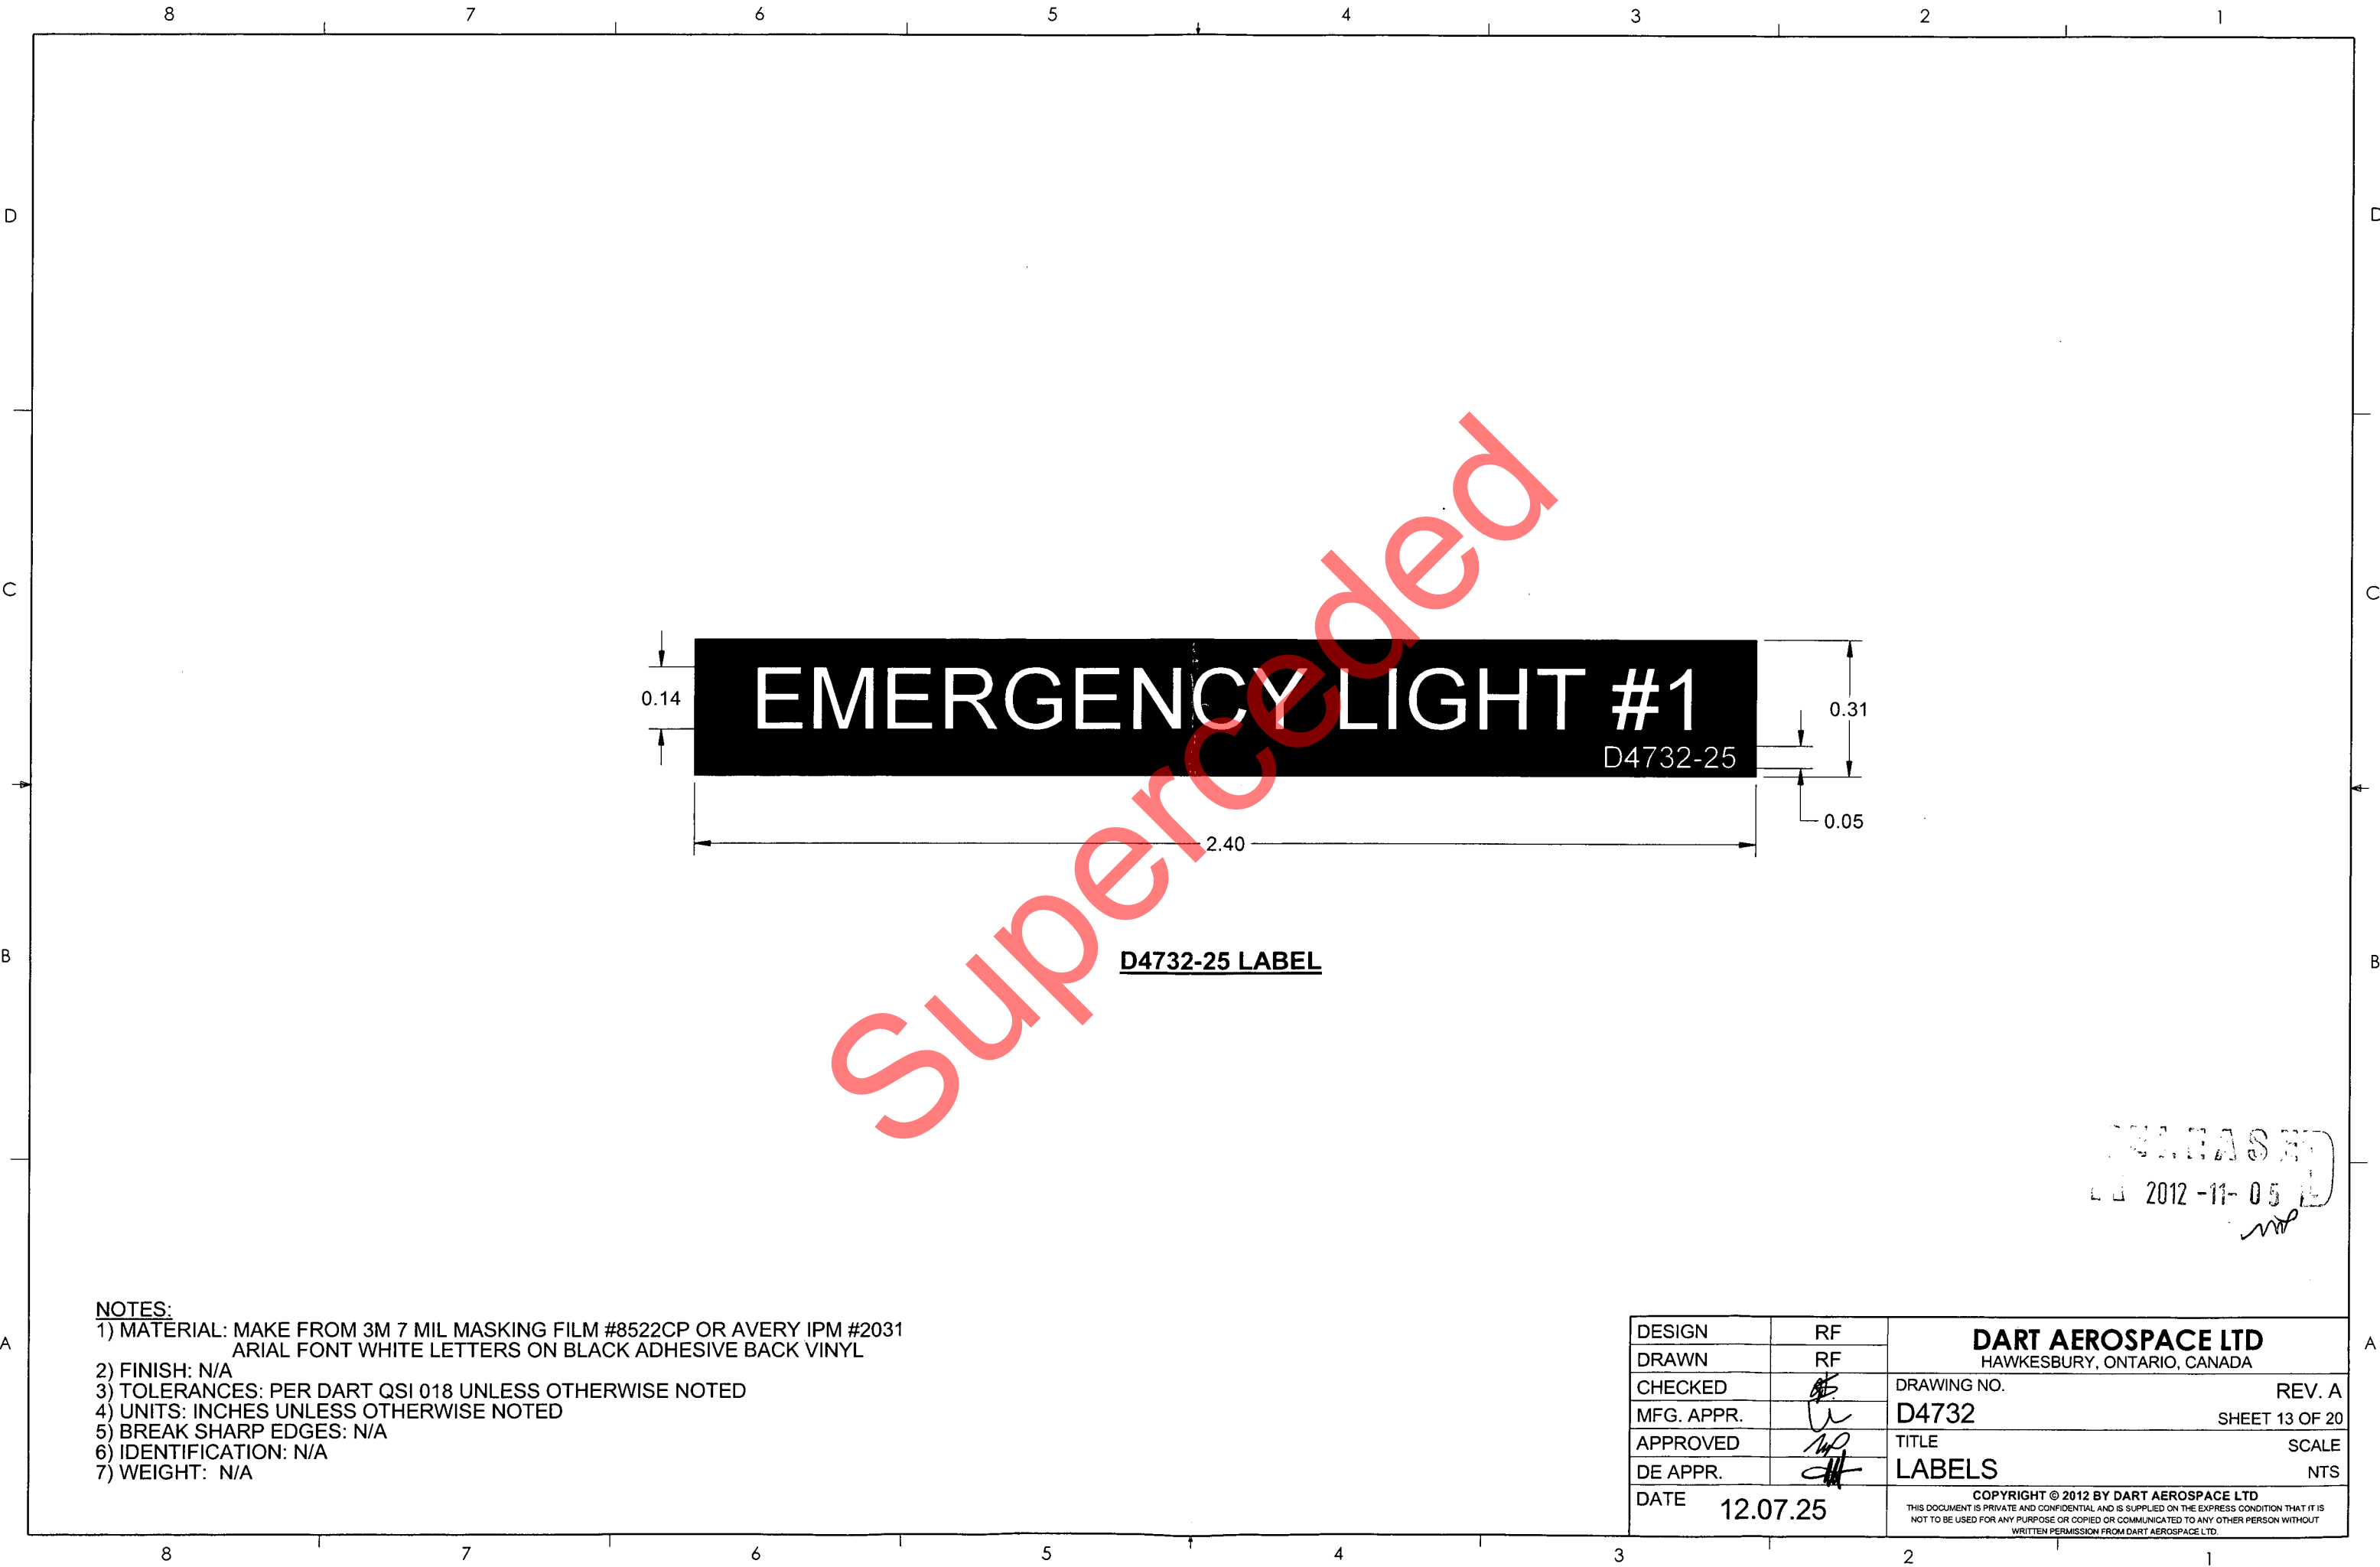 8 7 6 5 4 3 2 1
D D
C C
B B
A A
EMERGENCY LIGHT #1
D4732-25
0.14
0.31
0.05
2.40
D4732-25 LABEL
Superceded
2012 -11- 05
NOTES:
1) MATERIAL: MAKE FROM 3M 7 MIL MASKING FILM #8522CP OR AVERY IPM #2031
ARIAL FONT WHITE LETTERS ON BLACK ADHESIVE BACK VINYL
2) FINISH: N/A
3) TOLERANCES: PER DART QSI 018 UNLESS OTHERWISE NOTED
4) UNITS: INCHES UNLESS OTHERWISE NOTED
5) BREAK SHARP EDGES: N/A
6) IDENTIFICATION: N/A
7) WEIGHT: N/A
DESIGN RF
DRAWN RF
CHECKED
MFG. APPR.
APPROVED
DE APPR.
DATE 12.07.25
DART AEROSPACE LTD
HAWKESBURY, ONTARIO, CANADA
DRAWING NO. REV. A
D4732 SHEET 13 OF 20
TITLE SCALE
LABELS NTS
COPYRIGHT © 2012 BY DART AEROSPACE LTD
THIS DOCUMENT IS PRIVATE AND CONFIDENTIAL AND IS SUPPLIED ON THE EXPRESS CONDITION THAT IT IS
NOT TO BE USED FOR ANY PURPOSE OR COPIED OR COMMUNICATED TO ANY OTHER PERSON WITHOUT
WRITTEN PERMISSION FROM DART AEROSPACE LTD.
8 7 6 5 4 3 2 1